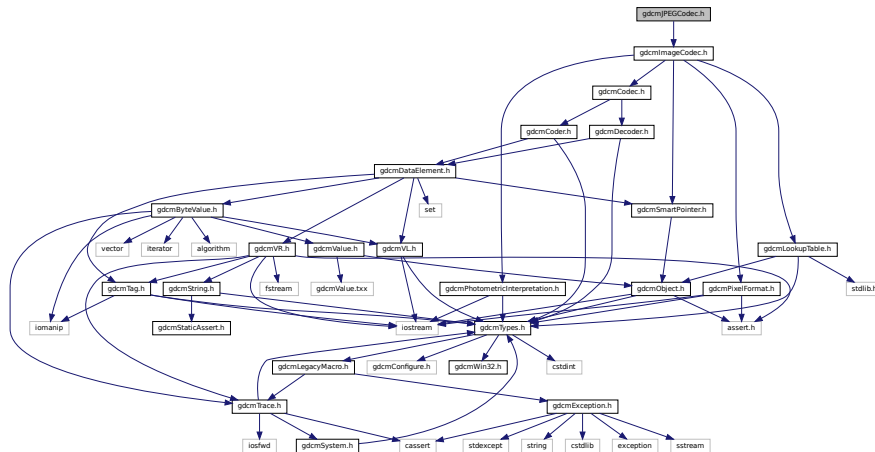 gdcmJPEGCodec.h
gdcmImageCodec.h
gdcmCodec.h
gdcmCoder.h
gdcmDecoder.h
gdcmDataElement.h
gdcmByteValue.h
set
gdcmSmartPointer.h
vector
iterator
algorithm
gdcmVR.h
gdcmValue.h
gdcmVL.h
gdcmLookupTable.h
gdcmTag.h
gdcmString.h
fstream
gdcmValue.txx
gdcmPhotometricInterpretation.h
gdcmObject.h
gdcmPixelFormat.h
stdlib.h
iomanip
gdcmStaticAssert.h
iostream
gdcmTypes.h
assert.h
gdcmLegacyMacro.h
gdcmConfigure.h
gdcmWin32.h
cstdint
gdcmTrace.h
gdcmException.h
iosfwd
gdcmSystem.h
cassert
stdexcept
string
cstdlib
exception
sstream